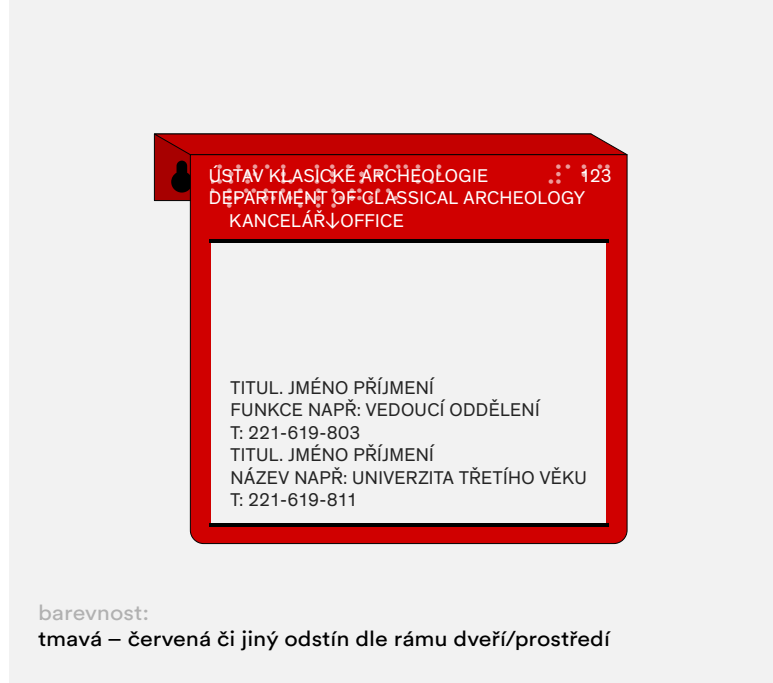 ÚSTAV KLASICKÉ ARCHEOLOGIE 123
DEPARTMENT OF CLASSICAL ARCHEOLOGY
KANCELÁŘ↓OFFICE
TITUL. JMÉNO PŘÍJMENÍ
FUNKCE NAPŘ: VEDOUCÍ ODDĚLENÍ
T: 221-619-803
TITUL. JMÉNO PŘÍJMENÍ
NÁZEV NAPŘ: UNIVERZITA TŘETÍHO VĚKU
T: 221-619-811
barevnost:
tmavá – červená či jiný odstín dle rámu dveří/prostředí